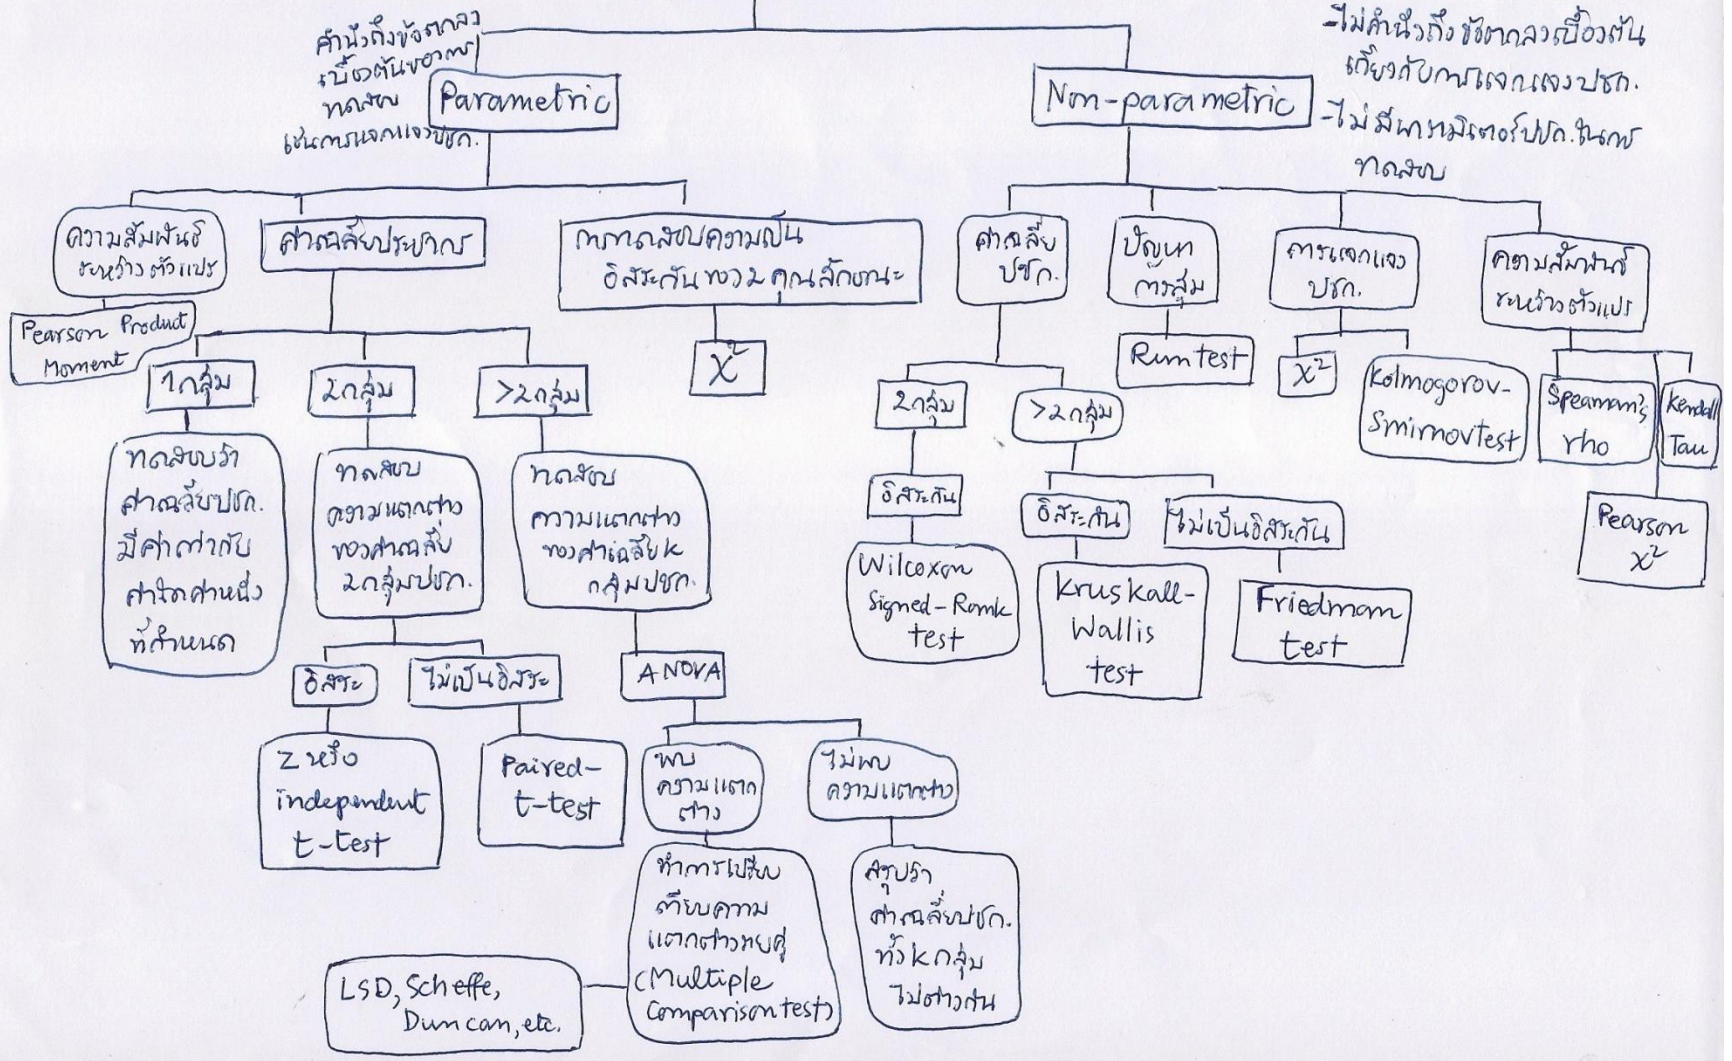 คำนึงถึงข้อตกลง
เบื้องต้นของการ
ทดสอบ
เช่นการแจกแจงปชก.
Parametric
Non-parametric
-ไม่คำนึงถึงข้อตกลงเบื้องต้น
เกี่ยวกับการแจกแจงปชก.
-ไม่มีพารามิเตอร์ปชก.ในการ
ทดสอบ
ความสัมพันธ์
ระหว่างตัวแปร
Pearson Product
Moment
ค่าเฉลี่ยประชากร
การทดสอบความเป็น
อิสระกันของ 2 คุณลักษณะ
χ²
1กลุ่ม
2กลุ่ม
>2กลุ่ม
ทดสอบว่า
ค่าเฉลี่ยปชก.
มีค่าเท่ากับ
ค่าใดค่าหนึ่ง
ที่กำหนด
ทดสอบ
ความแตกต่าง
ของค่าเฉลี่ย
2กลุ่มปชก.
ทดสอบ
ความแตกต่าง
ของค่าเฉลี่ย k
กลุ่มปชก.
อิสระ
ไม่เป็นอิสระ
ANOVA
Z หรือ
independent
t-test
Paired-
t-test
พบ
ความแตก
ต่าง
ไม่พบ
ความแตกต่าง
ทำการเปรียบ
เทียบความ
แตกต่างรายคู่
(Multiple
Comparison test)
สรุปว่า
ค่าเฉลี่ยปชก.
ทั้ง k กลุ่ม
ไม่ต่างกัน
LSD, Scheffe,
Duncan, etc.
ค่าเฉลี่ย
ปชก.
ปัญหา
การสุ่ม
การแจกแจง
ปชก.
ความสัมพันธ์
ระหว่างตัวแปร
2กลุ่ม
>2กลุ่ม
Run test
χ²
Kolmogorov-
Smirnov test
Speaman's
rho
Kendall
Tau
Pearson
χ²
อิสระกัน
อิสระกัน
ไม่เป็นอิสระกัน
Wilcoxon
Signed-Rank
test
Kruskall-
Wallis
test
Friedman
test